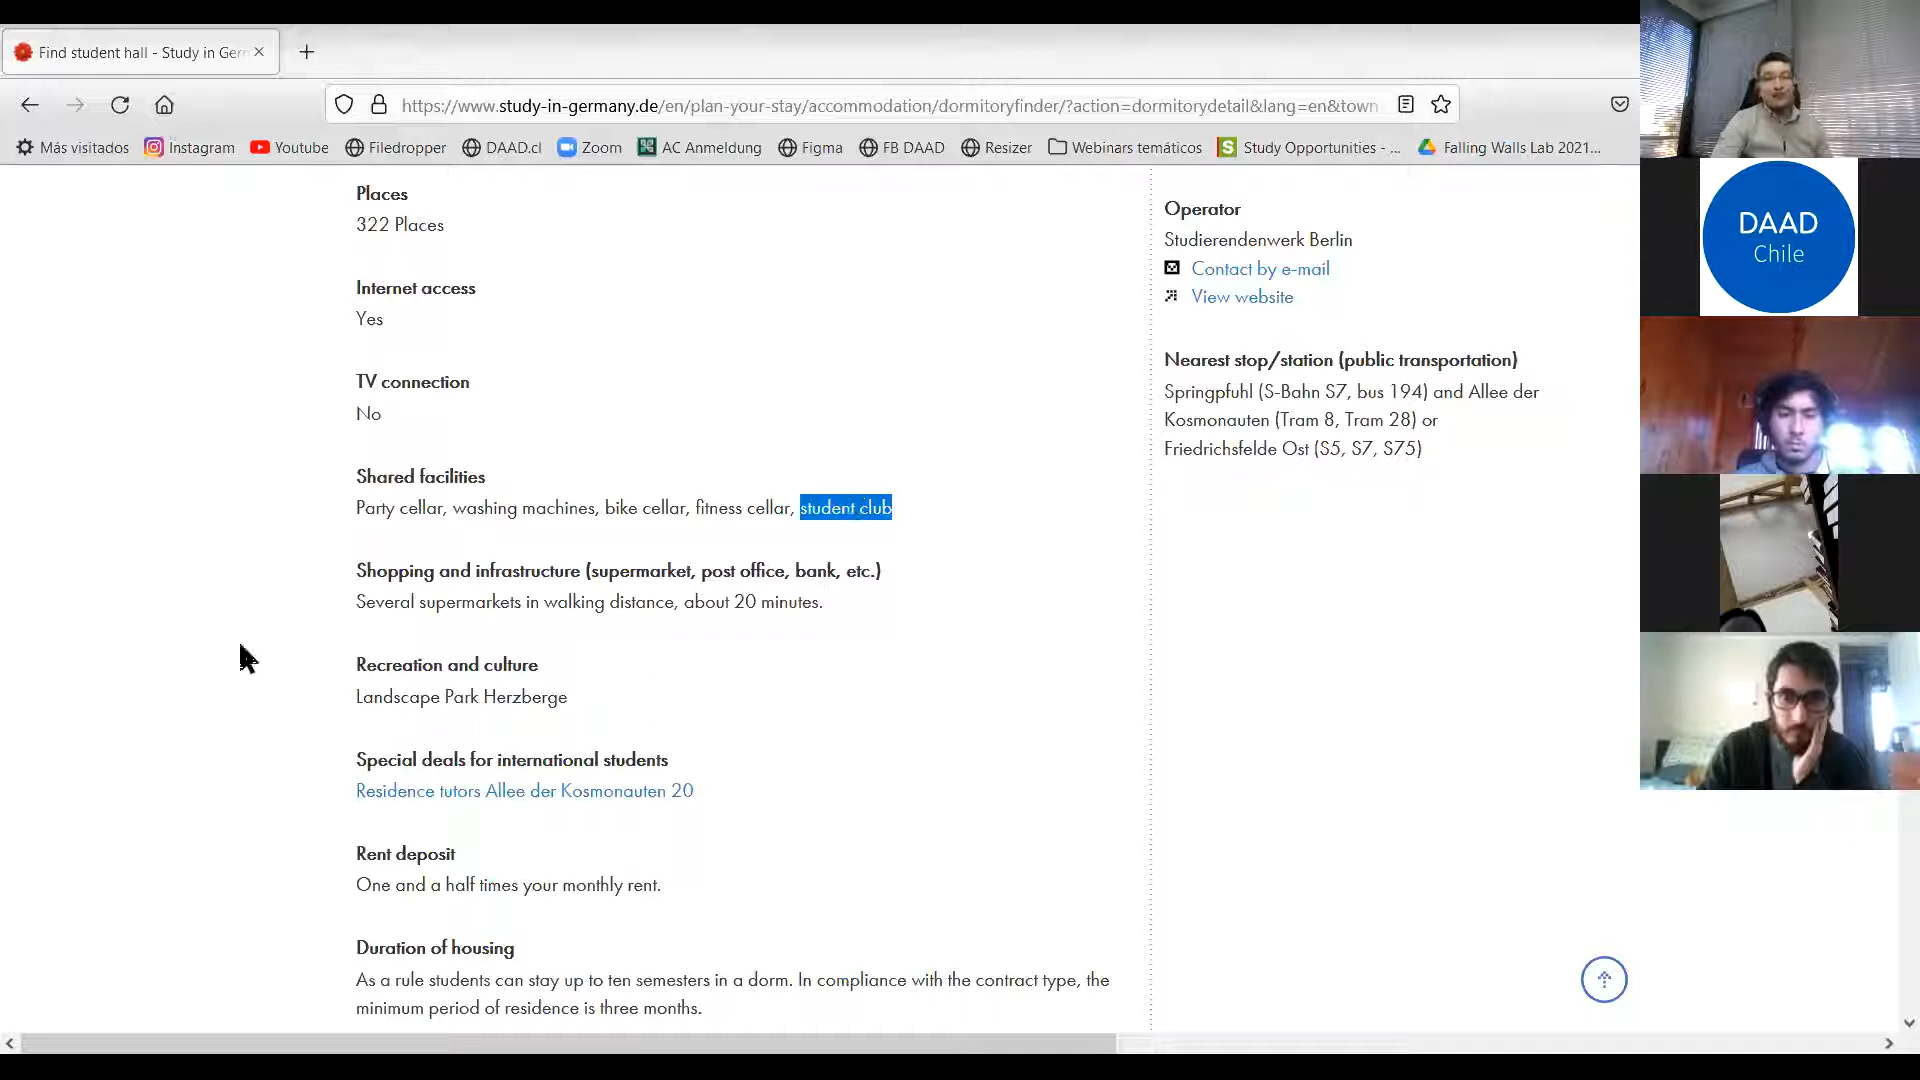 Find student hall - Study in Ger
https://www.study-in-germany.de/en/plan-your-stay/accommodation/dormitoryfinder/?action=dormitorydetail&lang=en&town
Más visitados Instagram Youtube Filedropper DAAD.cl Zoom AC Anmeldung Figma FB DAAD Resizer Webinars temáticos Study Opportunities - ... Falling Walls Lab 2021...
Places
322 Places
Internet access
Yes
TV connection
No
Shared facilities
Party cellar, washing machines, bike cellar, fitness cellar, student club
Shopping and infrastructure (supermarket, post office, bank, etc.)
Several supermarkets in walking distance, about 20 minutes.
Recreation and culture
Landscape Park Herzberge
Special deals for international students
Residence tutors Allee der Kosmonauten 20
Rent deposit
One and a half times your monthly rent.
Duration of housing
As a rule students can stay up to ten semesters in a dorm. In compliance with the contract type, the
minimum period of residence is three months.
Operator
Studierendenwerk Berlin
Contact by e-mail
View website
Nearest stop/station (public transportation)
Springpfuhl (S-Bahn S7, bus 194) and Allee der
Kosmonauten (Tram 8, Tram 28) or
Friedrichsfelde Ost (S5, S7, S75)
DAAD
Chile